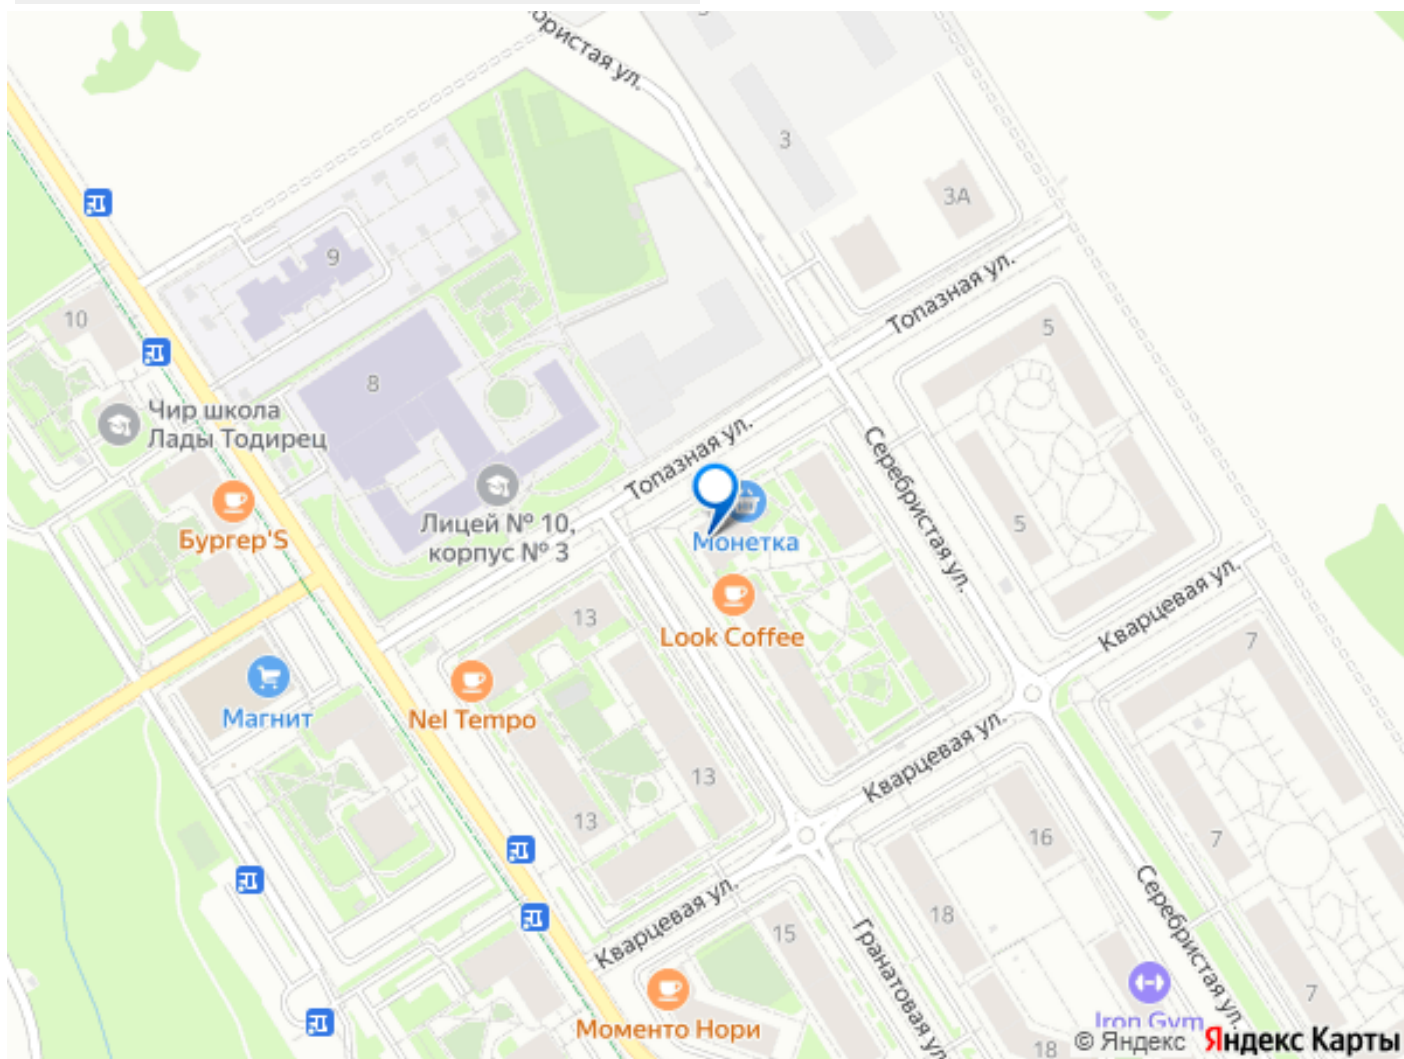 ористая ул.
3
3А
9
10
8
Топазная ул.
5
Чир школа
Лады Тодирец
Топазная ул.
Серебристая ул.
Лицей № 10,
корпус № 3
Бургер'S
Монетка
5
Кварцевая ул.
Look Coffee
13
7
Магнит
Nel Tempo
Кварцевая ул.
13
13
16
7
Кварцевая ул.
Серебристая ул.
18
15
Гранатовая ул.
7
Моменто Нори
Iron Gym
18
© Яндекс Яндекс Карты